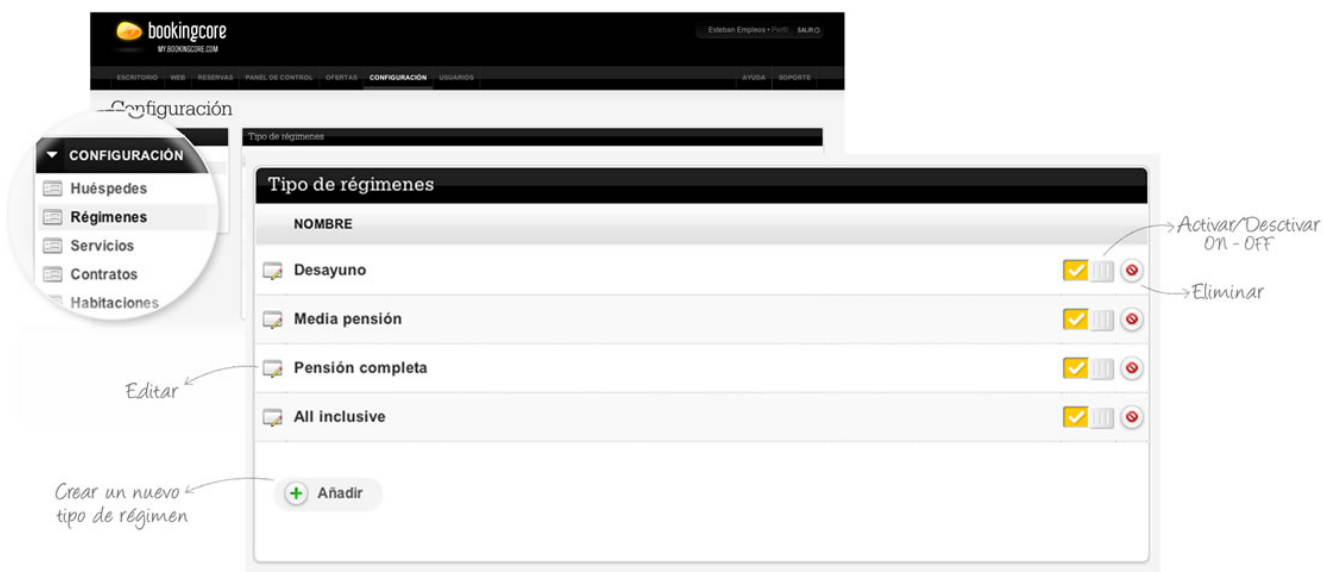 bookingcore
MY.BOOKINGCORE.COM
Esteban Empleos • Perfil SALIR
ESCRITORIO WEB RESERVAS PANEL DE CONTROL OFERTAS CONFIGURACIÓN USUARIOS AYUDA SOPORTE
Configuración
Tipo de régimenes
CONFIGURACIÓN
Huéspedes
Régimenes
Servicios
Contratos
Habitaciones
Tipo de régimenes
NOMBRE
Desayuno
Media pensión
Pensión completa
All inclusive
Añadir
Activar/Desctivar
ON - OFF
Eliminar
Editar
Crear un nuevo
tipo de régimen